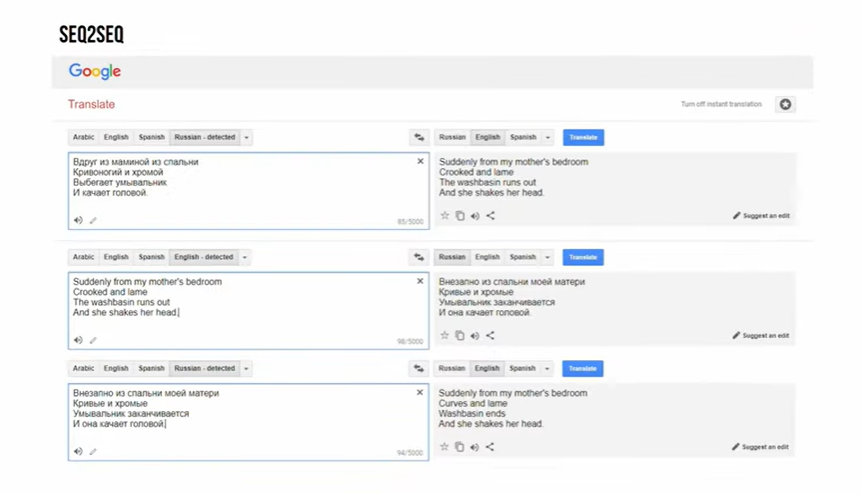 SEQ2SEQ
Google
Translate
Turn off instant translation
Arabic English Spanish Russian - detected
Russian English Spanish Translate
Вдруг из маминой из спальни
Кривоногий и хромой
Выбегает умывальник
И качает головой.
85/5000
Suddenly from my mother's bedroom
Crooked and lame
The washbasin runs out
And she shakes her head.
Suggest an edit
Arabic English Spanish English - detected
Russian English Spanish Translate
Suddenly from my mother's bedroom
Crooked and lame
The washbasin runs out
And she shakes her head.
98/5000
Внезапно из спальни моей матери
Кривые и хромые
Умывальник заканчивается
И она качает головой.
Suggest an edit
Arabic English Spanish Russian - detected
Russian English Spanish Translate
Внезапно из спальни моей матери
Кривые и хромые
Умывальник заканчивается
И она качает головой.
94/5000
Suddenly from my mother's bedroom
Curves and lame
Washbasin ends
And she shakes her head.
Suggest an edit